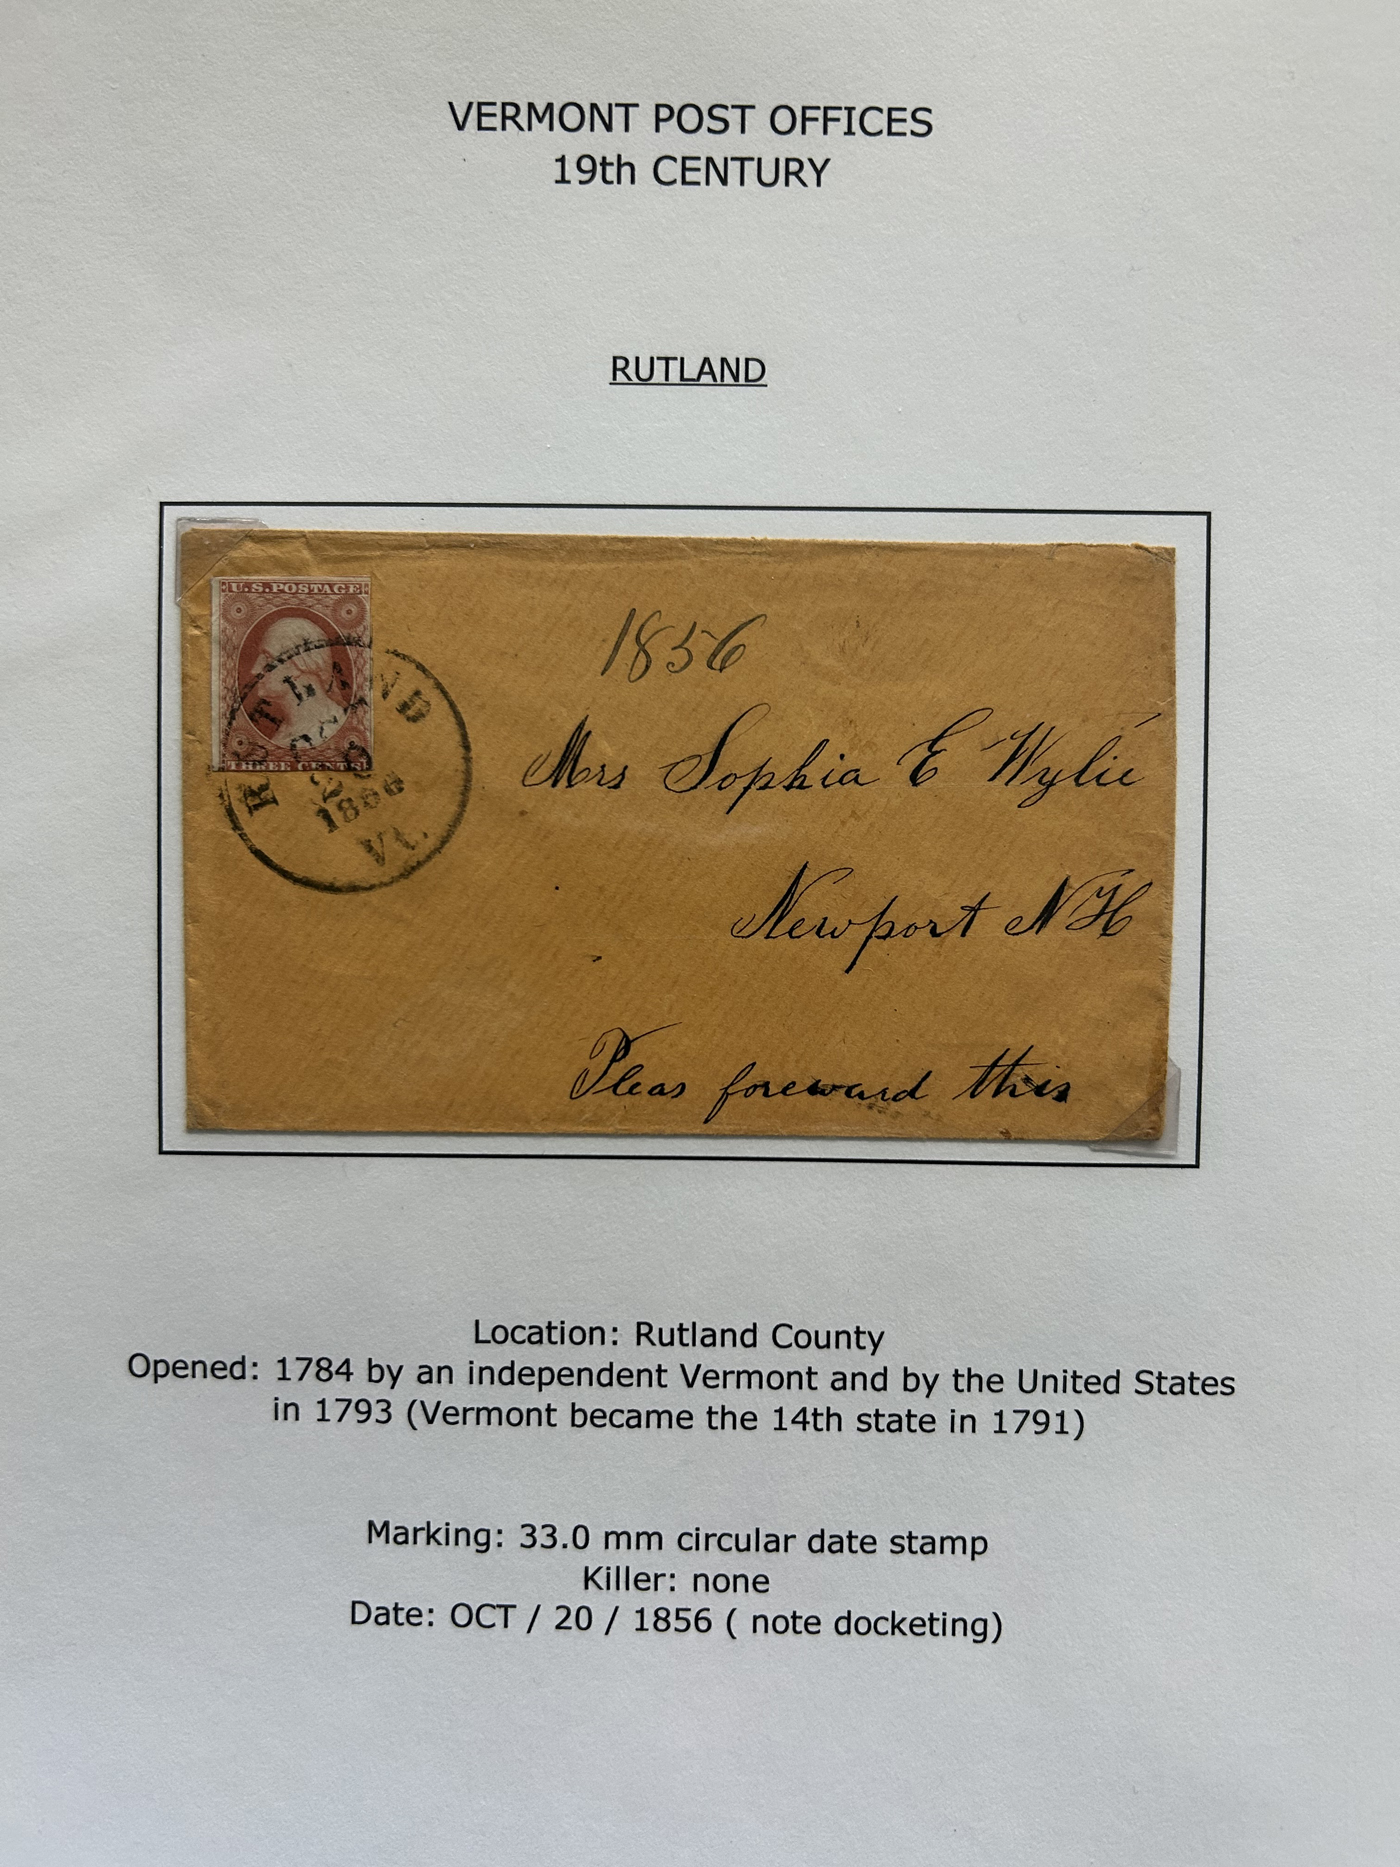 VERMONT POST OFFICES
19th CENTURY
RUTLAND
U.S. POSTAGE
THREE CENTS
RUTLAND
OCT
20
1856
Vt.
1856
Mrs Sophia E Wylie
Newport NH
Pleas foreward this
Location: Rutland County
Opened: 1784 by an independent Vermont and by the United States
in 1793 (Vermont became the 14th state in 1791)
Marking: 33.0 mm circular date stamp
Killer: none
Date: OCT / 20 / 1856 ( note docketing)